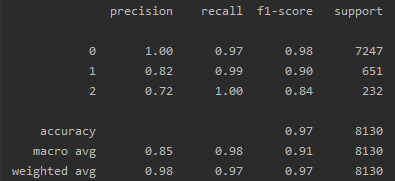 precision recall f1-score support
0 1.00 0.97 0.98 7247
1 0.82 0.99 0.90 651
2 0.72 1.00 0.84 232
accuracy 0.97 8130
macro avg 0.85 0.98 0.91 8130
weighted avg 0.98 0.97 0.97 8130